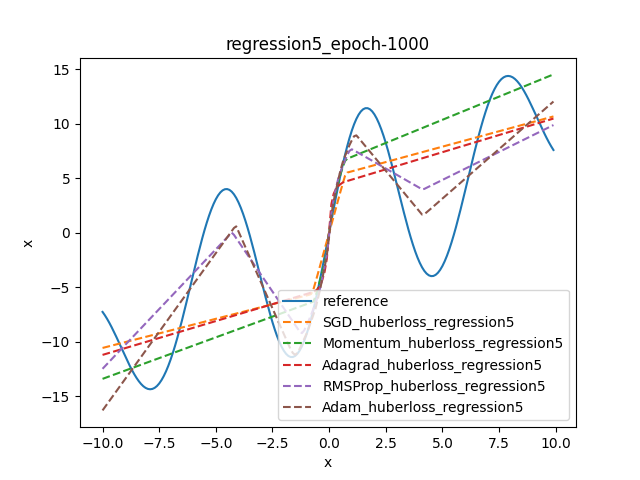 regression5_epoch-1000
x
15
10
5
0
−5
−10
−15
−10.0 −7.5 −5.0 −2.5 0.0 2.5 5.0 7.5 10.0
x
reference
SGD_huberloss_regression5
Momentum_huberloss_regression5
Adagrad_huberloss_regression5
RMSProp_huberloss_regression5
Adam_huberloss_regression5